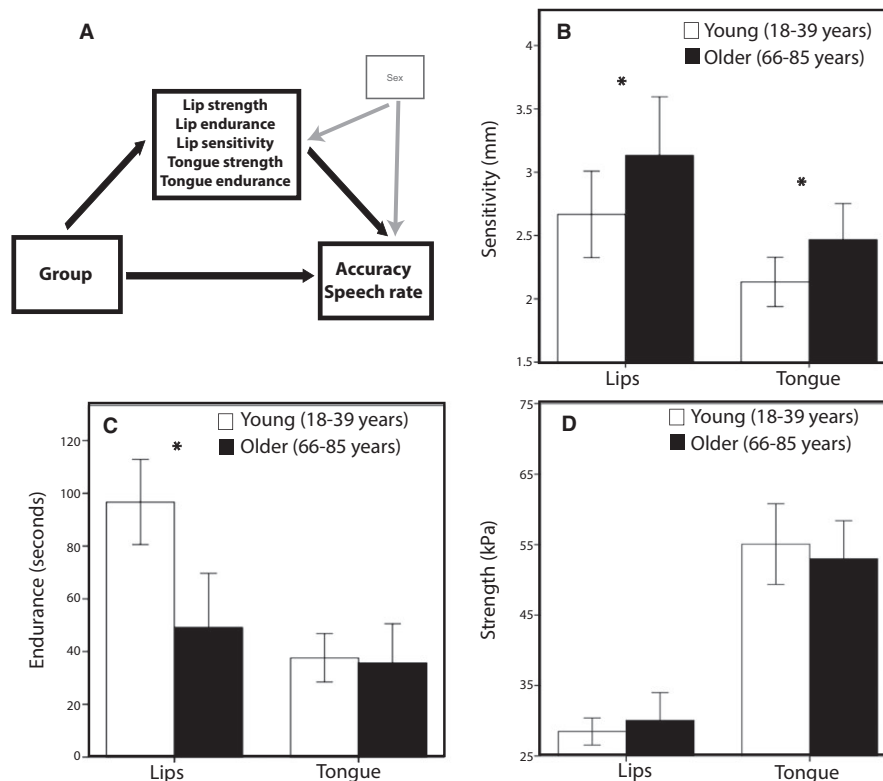 A
Sex
Lip strength
Lip endurance
Lip sensitivity
Tongue strength
Tongue endurance
Group
Accuracy
Speech rate
B
Young (18-39 years)
Older (66-85 years)
*
*
Sensitivity (mm)
4
3.5
3
2.5
2
1.5
Lips
Tongue
C
Young (18-39 years)
Older (66-85 years)
*
Endurance (seconds)
120
100
80
60
40
20
0
Lips
Tongue
D
Young (18-39 years)
Older (66-85 years)
Strength (kPa)
75
65
55
45
35
25
Lips
Tongue